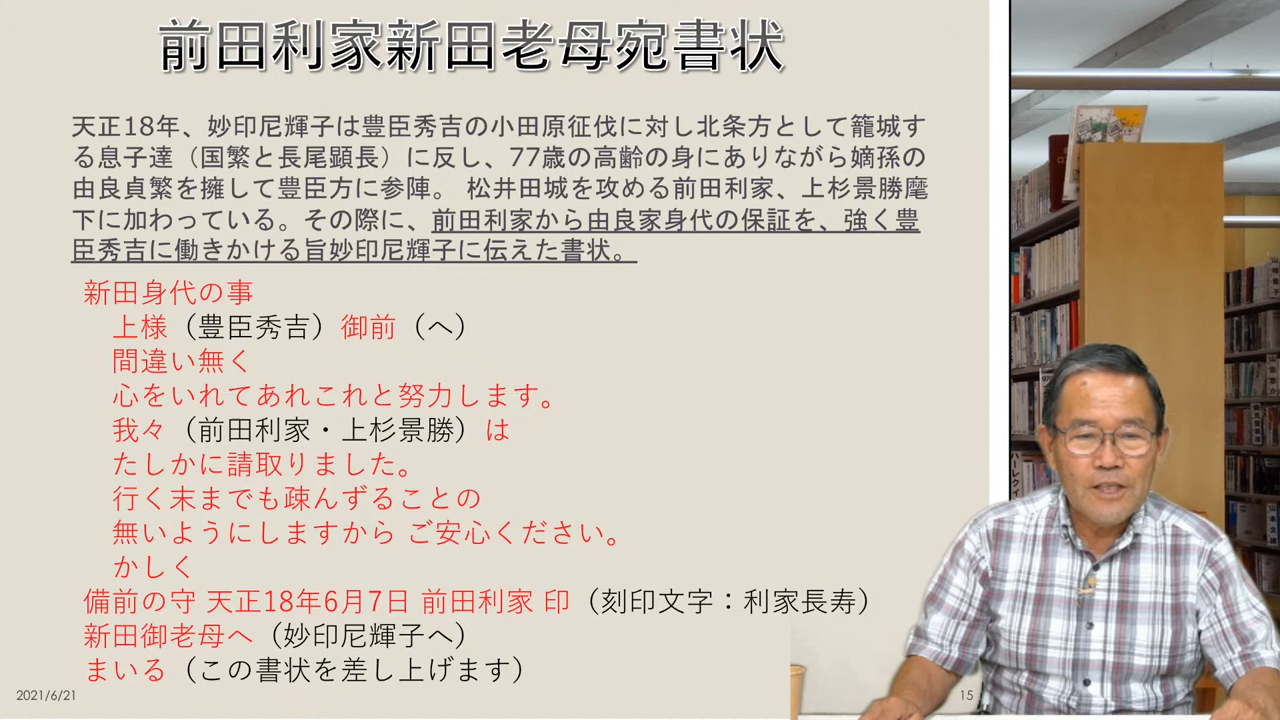 前田利家新田老母宛書状
天正18年、妙印尼輝子は豊臣秀吉の小田原征伐に対し北条方として籠城す
る息子達（国繁と長尾顕長）に反し、77歳の高齢の身にありながら嫡孫の
由良貞繁を擁して豊臣方に参陣。 松井田城を攻める前田利家、上杉景勝麾
下に加わっている。その際に、前田利家から由良家身代の保証を、強く豊
臣秀吉に働きかける旨妙印尼輝子に伝えた書状。
新田身代の事
上様（豊臣秀吉）御前（へ）
間違い無く
心をいれてあれこれと努力します。
我々（前田利家・上杉景勝）は
たしかに請取りました。
行く末までも疎んずることの
無いようにしますから ご安心ください。
かしく
備前の守 天正18年6月7日 前田利家 印（刻印文字：利家長寿）
新田御老母へ（妙印尼輝子へ）
まいる（この書状を差し上げます）
2021/6/21
15